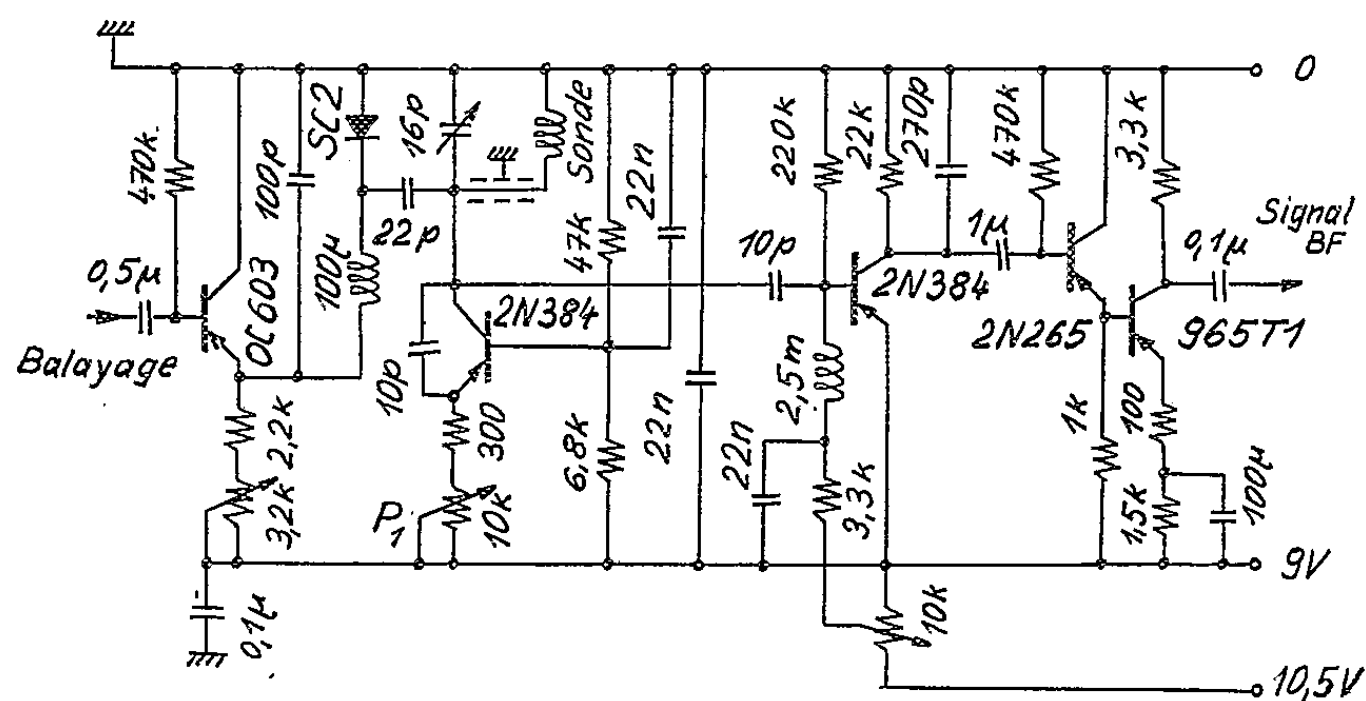 0
470k
100p
SC2
16p
Sonde
22n
220k
22k
270p
470k
3,3k
22p
47k
10p
1μ
Signal
BF
0,5μ
OC603
100μ
2N384
2N384
0,1μ
Balayage
2N265
965T1
10p
2,2k
300
6,8k
22n
2,5m
22n
3,3k
1k
100
3,2k
P1
10k
1,5k
100μ
9V
0,1μ
10k
10,5V